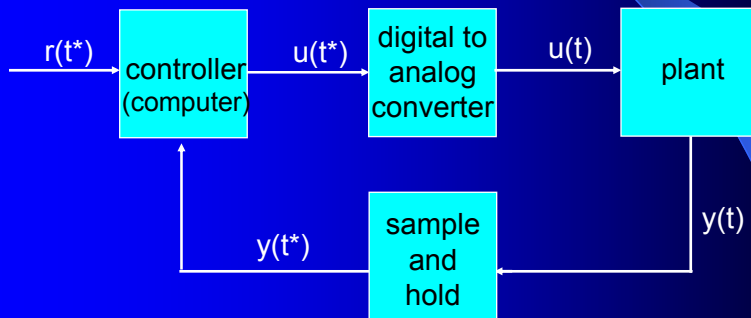 r(t*)
controller
(computer)
u(t*)
digital to
analog
converter
u(t)
plant
y(t)
sample
and
hold
y(t*)